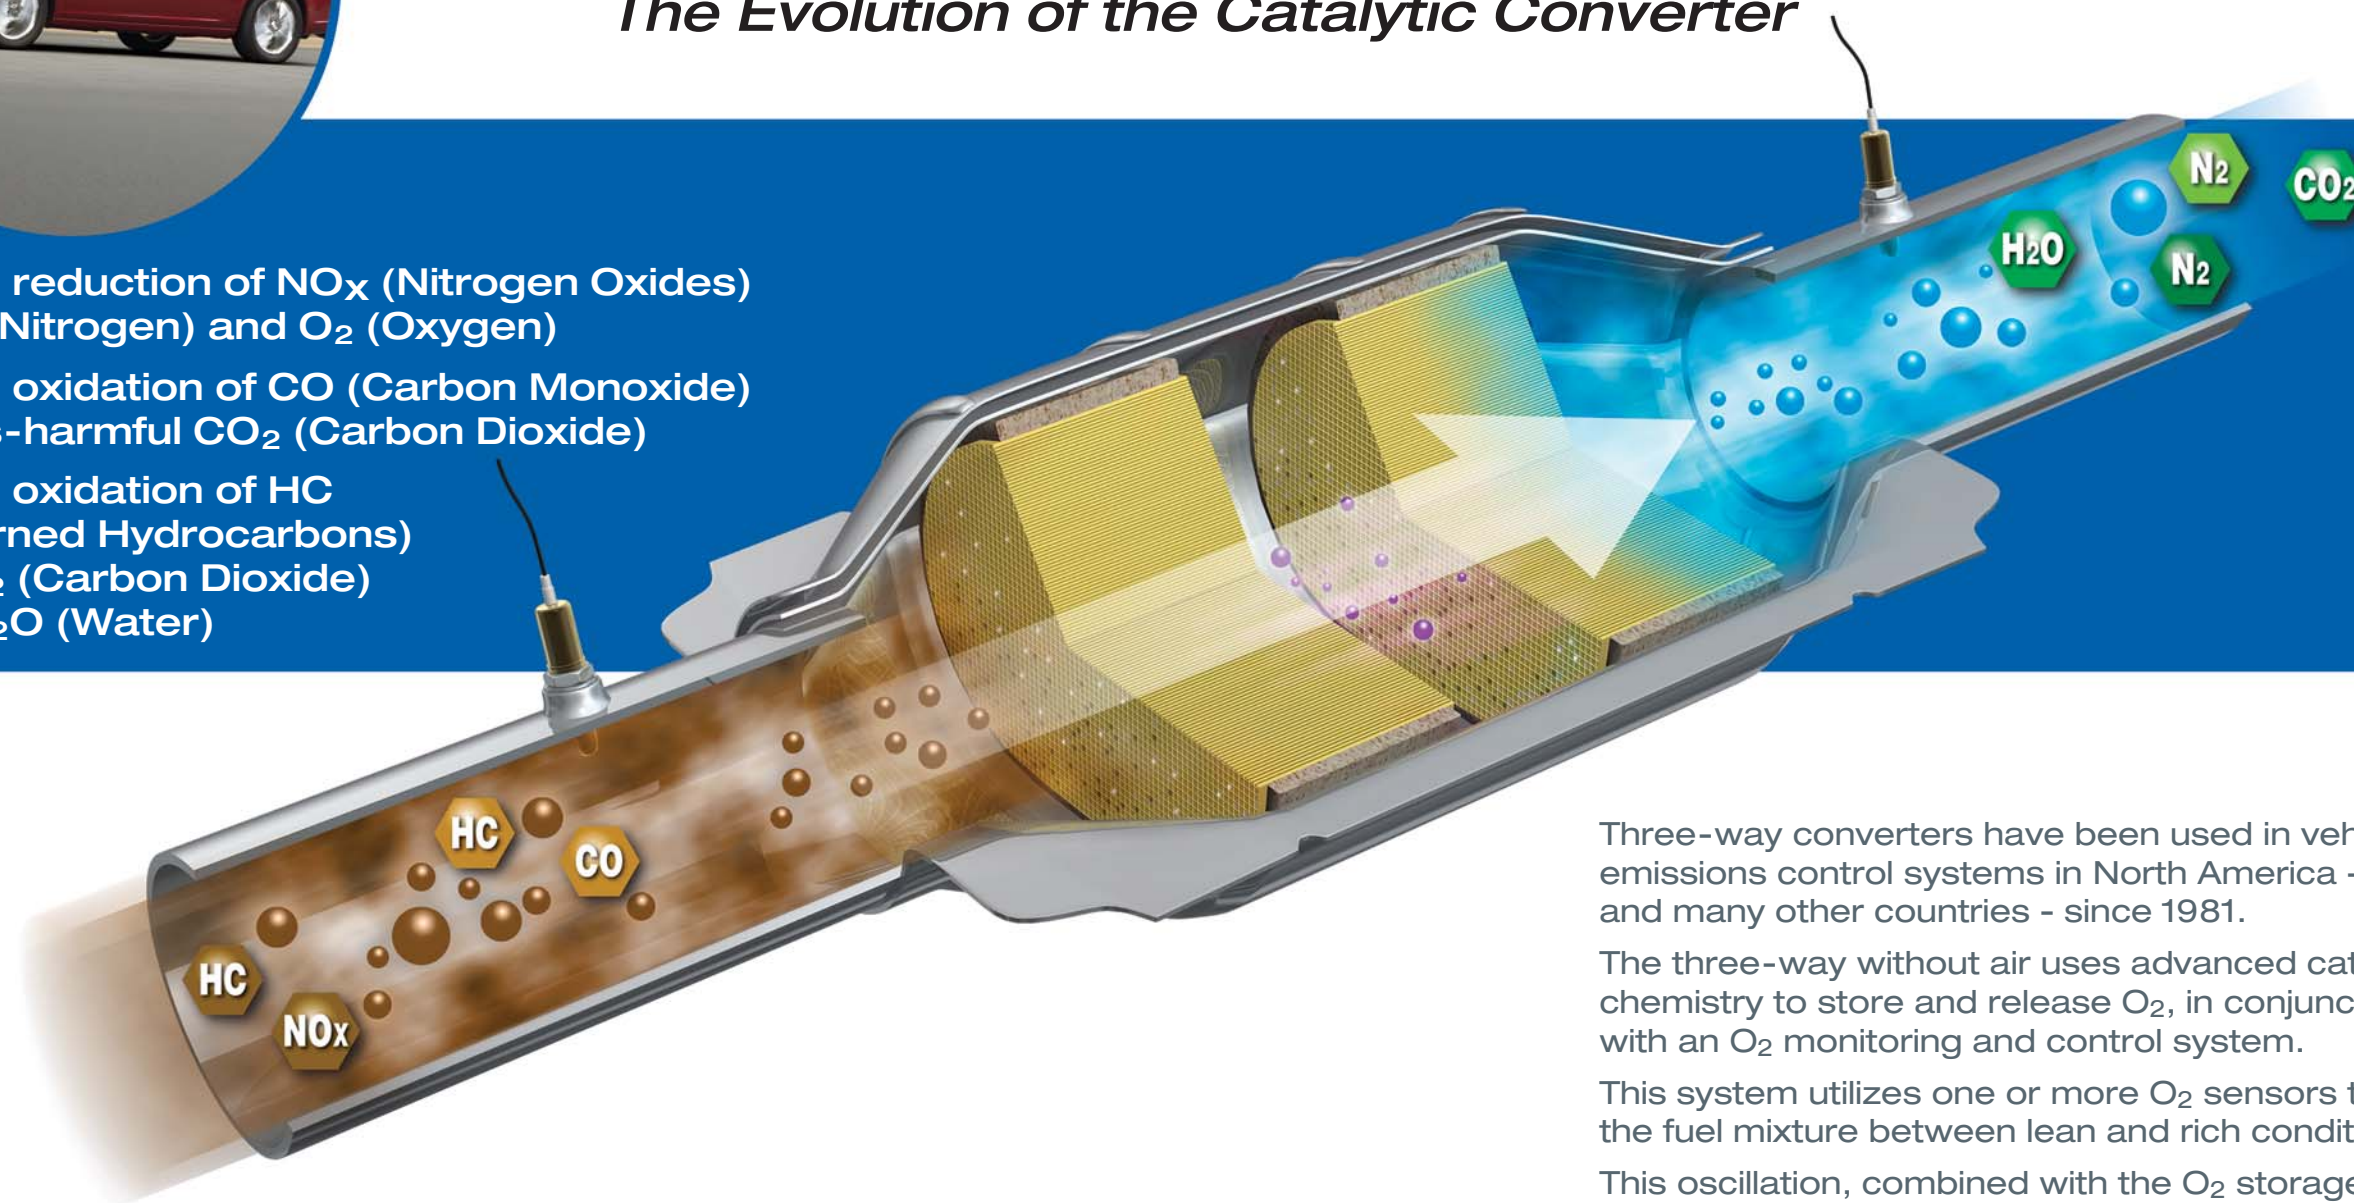 The Evolution of the Catalytic Converter
reduction of NOx (Nitrogen Oxides)
Nitrogen) and O2 (Oxygen)
oxidation of CO (Carbon Monoxide)
-harmful CO2 (Carbon Dioxide)
oxidation of HC
rned Hydrocarbons)
2 (Carbon Dioxide)
2O (Water)
N2
CO2
H2O
N2
HC
CO
HC
NOx
Three-way converters have been used in veh
emissions control systems in North America -
and many other countries - since 1981.
The three-way without air uses advanced cat
chemistry to store and release O2, in conjunc
with an O2 monitoring and control system.
This system utilizes one or more O2 sensors t
the fuel mixture between lean and rich condit
This oscillation, combined with the O2 storage